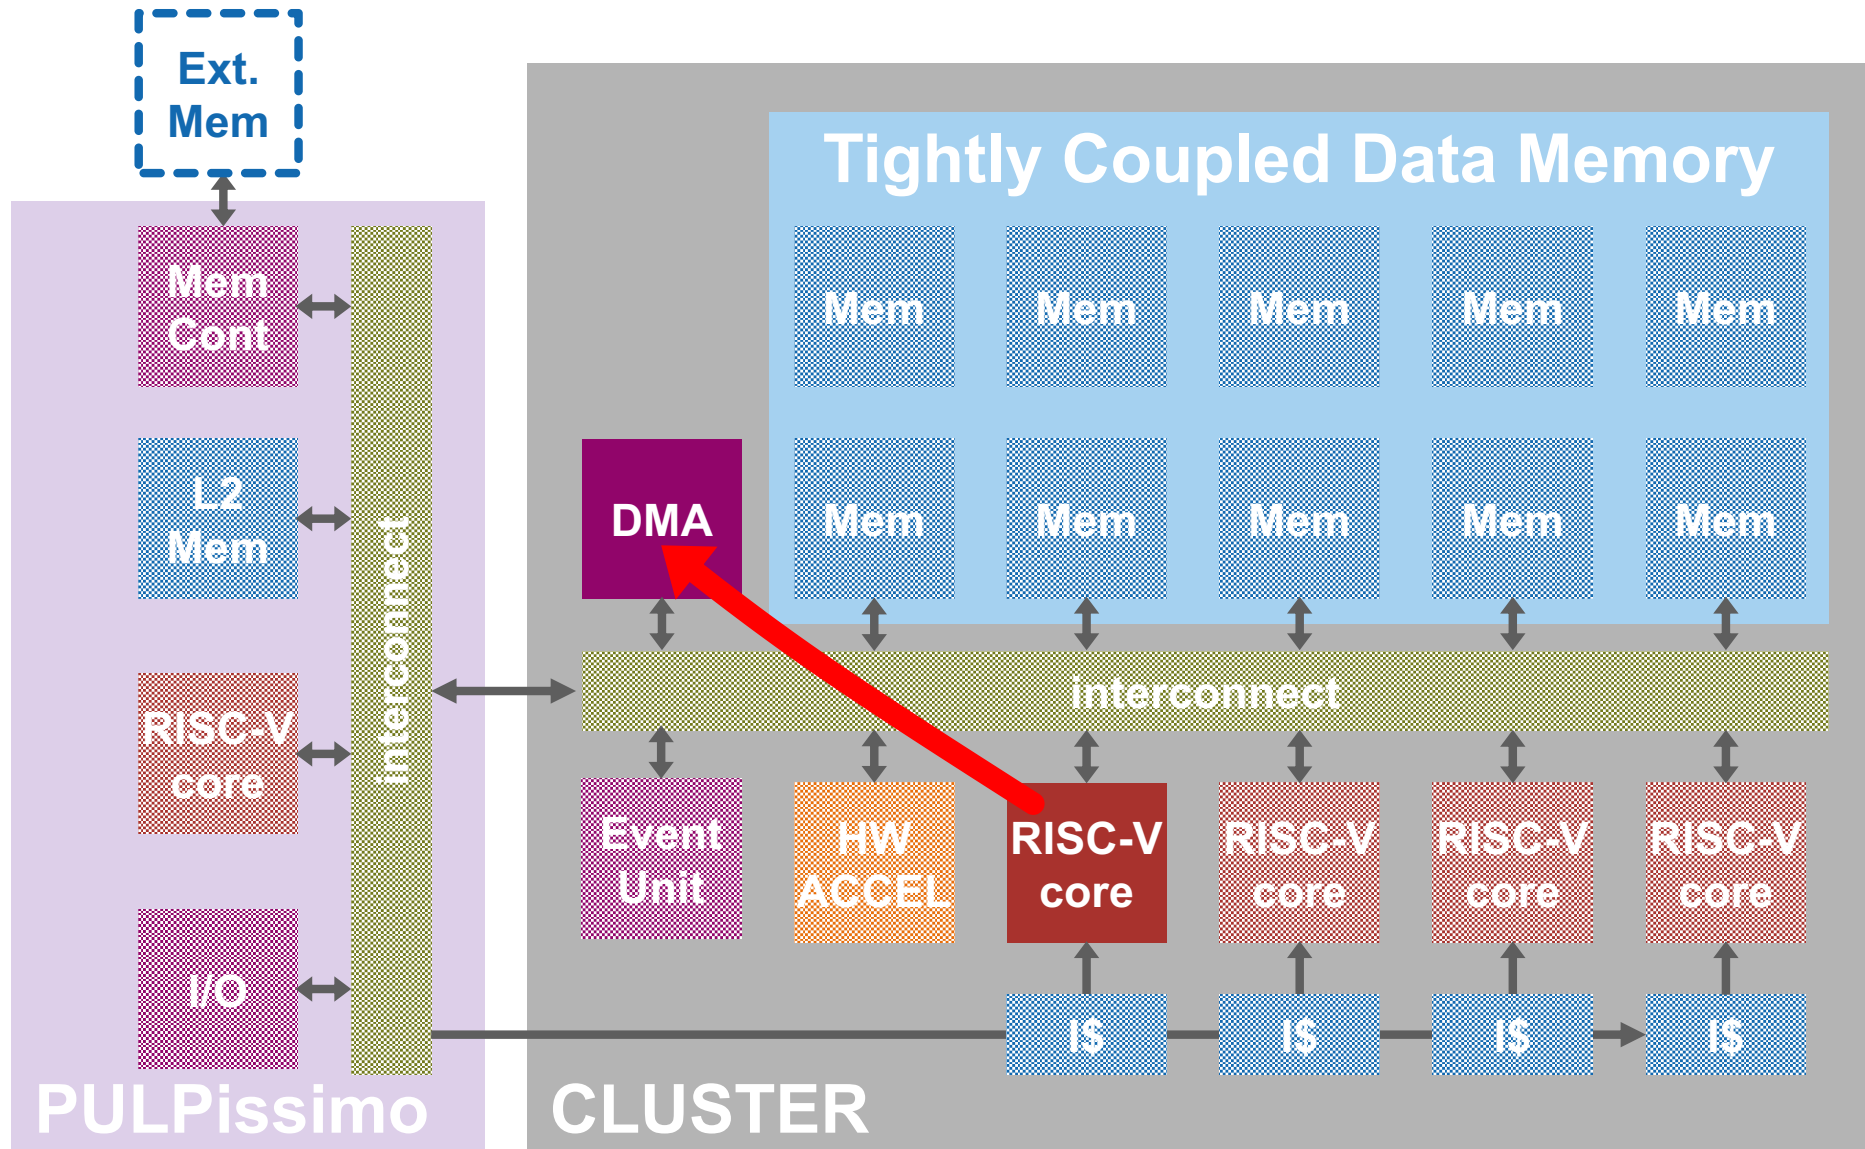 Ext.
Mem
Tightly Coupled Data Memory
Mem
Cont
Mem
Mem
Mem
Mem
Mem
L2
Mem
interconnect
DMA
Mem
Mem
Mem
Mem
Mem
interconnect
RISC-V
core
Event
Unit
HW
ACCEL
RISC-V
core
RISC-V
core
RISC-V
core
RISC-V
core
I/O
I$
I$
I$
I$
PULPissimo
CLUSTER